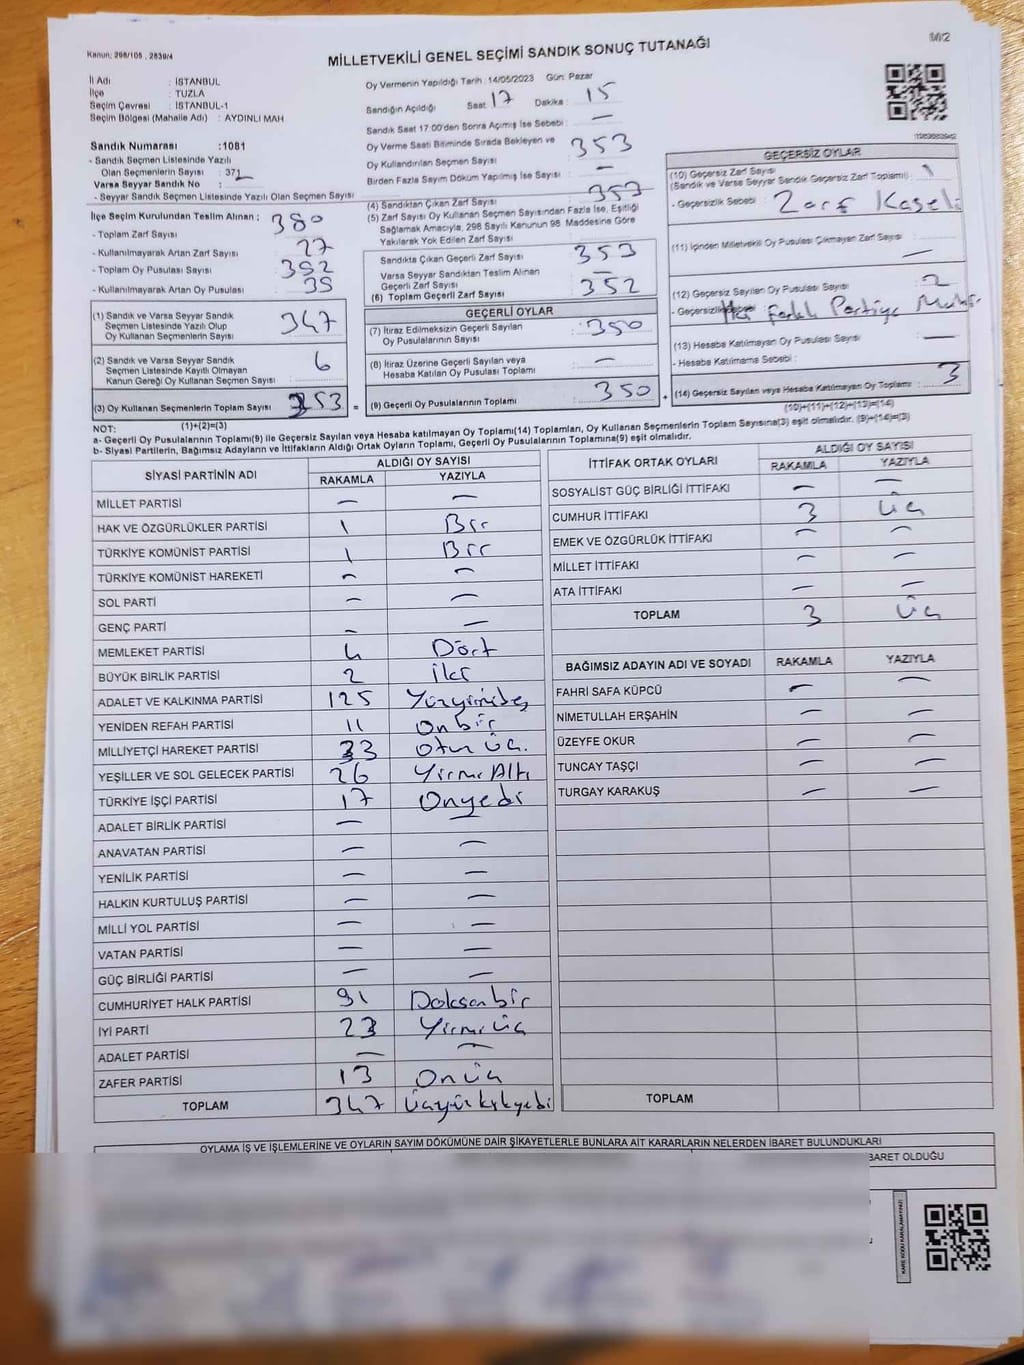 Kanun: 298/105 , 2839/4
MİLLETVEKİLİ GENEL SEÇİMİ SANDIK SONUÇ TUTANAĞI
İl Adı : İSTANBUL
İlçe : TUZLA
Seçim Çevresi : İSTANBUL-1
Seçim Bölgesi (Mahalle Adı) : AYDINLI MAH
Sandık Numarası :1081
- Sandık Seçmen Listesinde Yazılı
Olan Seçmenlerin Sayısı : 371
Varsa Seyyar Sandık No :
- Seyyar Sandık Seçmen Listesinde Yazılı Olan Seçmen Sayısı
İlçe Seçim Kurulundan Teslim Alınan ;
- Toplam Zarf Sayısı : 380
- Kullanılmayarak Artan Zarf Sayısı : 27
- Toplam Oy Pusulası Sayısı : 392
- Kullanılmayarak Artan Oy Pusulası : 39
(1) Sandık ve Varsa Seyyar Sandık
Seçmen Listesinde Yazılı Olup
Oy Kullanan Seçmenlerin Sayısı : 347
(2) Sandık ve Varsa Seyyar Sandık
Seçmen Listesinde Kayıtlı Olmayan
Kanun Gereği Oy Kullanan Seçmen Sayısı : 6
(3) Oy Kullanan Seçmenlerin Toplam Sayısı : 353 =
(1)+(2)=(3)
Oy Vermenin Yapıldığı Tarih : 14/05/2023 Gün: Pazar
Sandığın Açıldığı Saat : 17 Dakika : 15
Sandık Saat 17:00'den Sonra Açımış İse Sebebi : —
Oy Verme Saati Bitiminde Sırada Bekleyen ve
Oy Kullandırılan Seçmen Sayısı : 353
Birden Fazla Sayım Döküm Yapılmış İse Sayısı : —
(4) Sandıktan Çıkan Zarf Sayısı : 353
(5) Zarf Sayısı Oy Kullanan Seçmen Sayısından Fazla İse, Eşitliği
Sağlamak Amacıyla, 298 Sayılı Kanunun 98. Maddesine Göre
Yakılarak Yok Edilen Zarf Sayısı :
Sandıkta Çıkan Geçerli Zarf Sayısı : 353
Varsa Seyyar Sandıktan Teslim Alınan
Geçerli Zarf Sayısı : —
(6) Toplam Geçerli Zarf Sayısı : 352
GEÇERLİ OYLAR
(7) İtiraz Edilmeksizin Geçerli Sayılan
Oy Pusulalarının Sayısı : 350
(8) İtiraz Üzerine Geçerli Sayılan veya
Hesaba Katılan Oy Pusulası Toplamı : —
(9) Geçerli Oy Pusulalarının Toplamı : 350 +
GEÇERSİZ OYLAR
(10) Geçersiz Zarf Sayısı : 1
(Sandık ve Varsa Seyyar Sandık Geçersiz Zarf Toplamı)
- Geçersizlik Sebebi : Zarf Kaşeli
(11) İçinden Milletvekili Oy Pusulası Çıkmayan Zarf Sayısı : —
(12) Geçersiz Sayılan Oy Pusulası Sayısı : 2
- Geçersizlik İki Farklı Partiye Mühür
(13) Hesaba Katılmayan Oy Pusulası Sayısı : —
- Hesaba Katılmama Sebebi :
(14) Geçersiz Sayılan veya Hesaba Katılmayan Oy Toplamı : 3
(10)+(11)+(12)+(13)=(14)
NOT:
a- Geçerli Oy Pusulalarının Toplamı(9) ile Geçersiz Sayılan veya Hesaba katılmayan Oy Toplamı(14) Toplamları, Oy Kullanan Seçmenlerin Toplam Sayısına(3) eşit olmalıdır. (9)+(14)=(3)
b- Siyasi Partilerin, Bağımsız Adayların ve İttifakların Aldığı Ortak Oyların Toplamı, Geçerli Oy Pusulalarının Toplamına(9) eşit olmalıdır.
SİYASİ PARTİNİN ADI ALDIĞI OY SAYISI
RAKAMLA YAZIYLA
MİLLET PARTİSİ — —
HAK VE ÖZGÜRLÜKLER PARTİSİ 1 Bir
TÜRKİYE KOMÜNİST PARTİSİ 1 Bir
TÜRKİYE KOMÜNİST HAREKETİ — —
SOL PARTİ — —
GENÇ PARTİ — —
MEMLEKET PARTİSİ 4 Dört
BÜYÜK BİRLİK PARTİSİ 2 iki
ADALET VE KALKINMA PARTİSİ 125 Yüzyirmibeş
YENİDEN REFAH PARTİSİ 11 Onbir
MİLLİYETÇİ HAREKET PARTİSİ 33 otuz üç.
YEŞİLLER VE SOL GELECEK PARTİSİ 26 Yirmi Altı
TÜRKİYE İŞÇİ PARTİSİ 17 Onyedi
ADALET BİRLİK PARTİSİ — —
ANAVATAN PARTİSİ — —
YENİLİK PARTİSİ — —
HALKIN KURTULUŞ PARTİSİ — —
MİLLİ YOL PARTİSİ — —
VATAN PARTİSİ — —
GÜÇ BİRLİĞİ PARTİSİ — —
CUMHURİYET HALK PARTİSİ 91 Doksanbir
İYİ PARTİ 23 Yirmi üç
ADALET PARTİSİ — —
ZAFER PARTİSİ 13 Onüç
TOPLAM 347 üçyüzkırkyedi
İTTİFAK ORTAK OYLARI ALDIĞI OY SAYISI
RAKAMLA YAZIYLA
SOSYALİST GÜÇ BİRLİĞİ İTTİFAKI — —
CUMHUR İTTİFAKI 3 üç
EMEK VE ÖZGÜRLÜK İTTİFAKI — —
MİLLET İTTİFAKI — —
ATA İTTİFAKI — —
TOPLAM 3 üç
BAĞIMSIZ ADAYIN ADI VE SOYADI RAKAMLA YAZIYLA
FAHRİ SAFA KÜPCÜ — —
NİMETULLAH ERŞAHİN — —
ÜZEYFE OKUR — —
TUNCAY TAŞÇI — —
TURGAY KARAKUŞ — —
TOPLAM
OYLAMA İŞ VE İŞLEMLERİNE VE OYLARIN SAYIM DÖKÜMÜNE DAİR ŞİKAYETLERLE BUNLARA AİT KARARLARIN NELERDEN İBARET BULUNDUKLARI
BARET OLDUĞU
KARE KODU KARALAMAYINIZ!